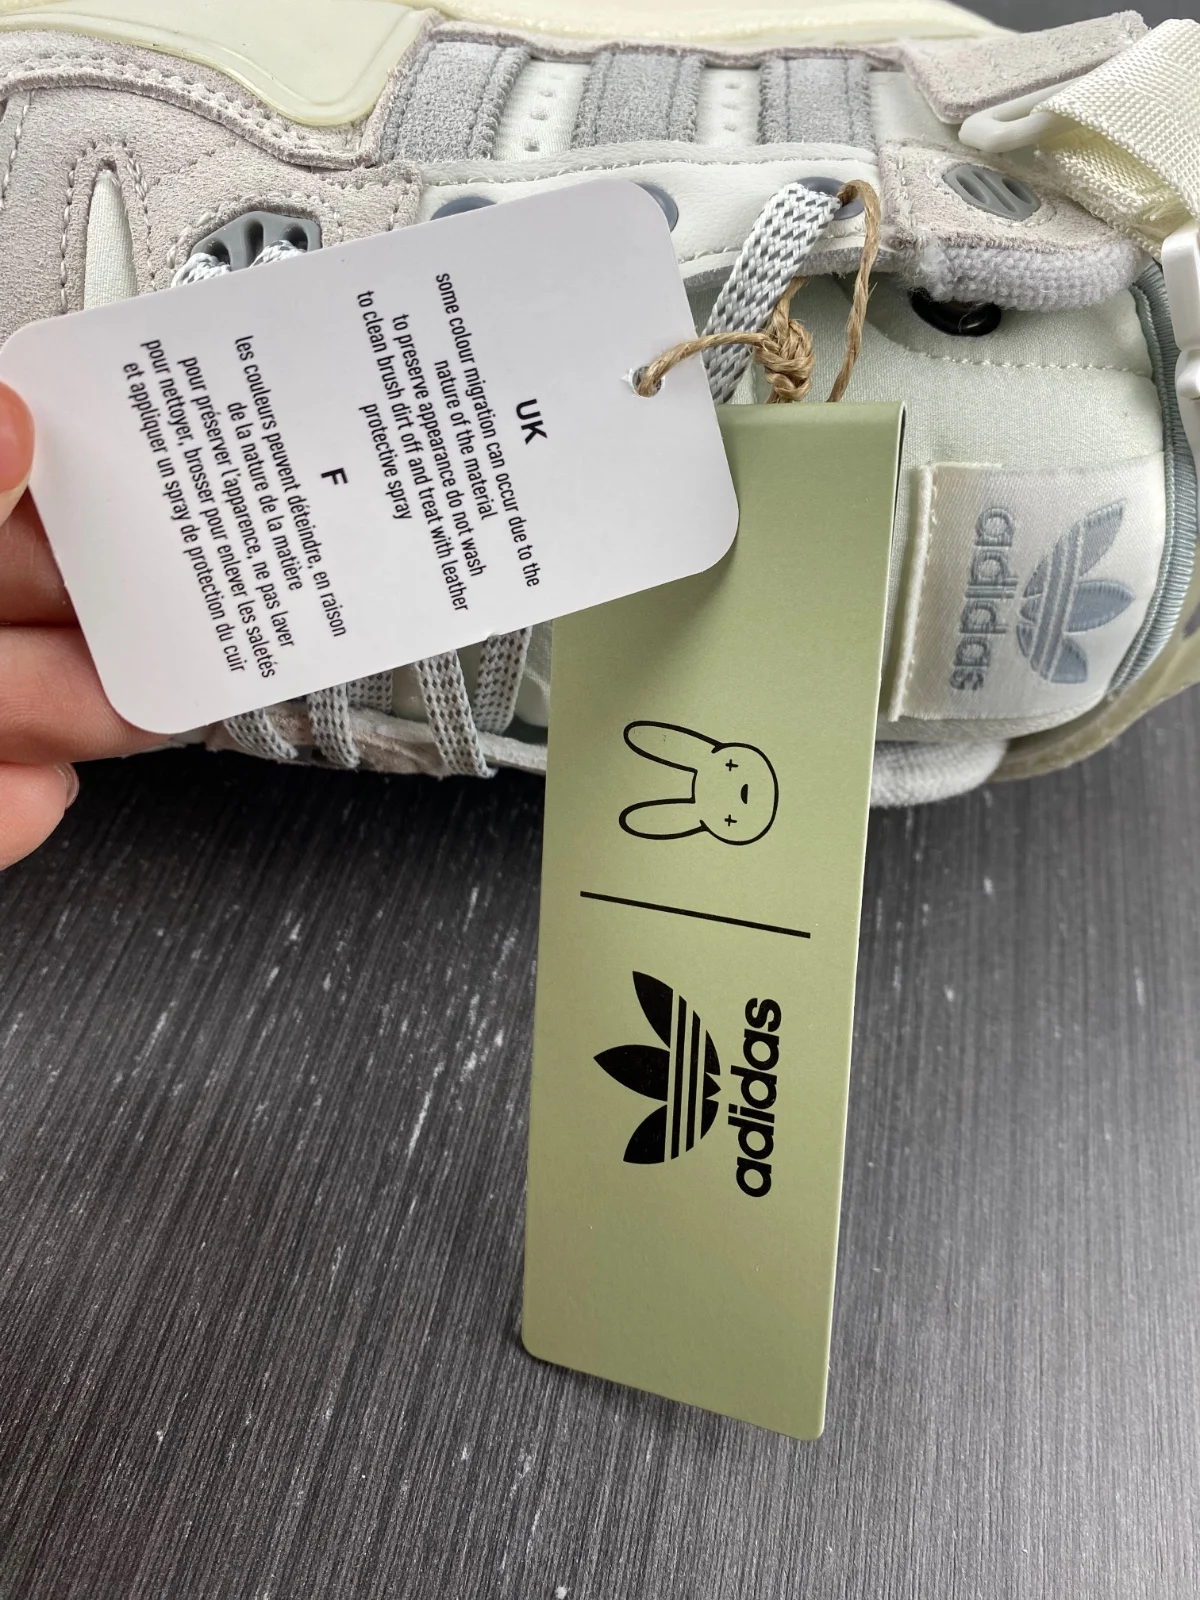 UK
some colour migration can occur due to the
nature of the material
to preserve appearance do not wash
to clean brush dirt off and treat with leather
protective spray
F
les couleurs peuvent déteindre, en raison
de la nature de la matière
pour préserver l'apparence, ne pas laver
pour nettoyer, brosser pour enlever les saletés
et appliquer un spray de protection du cuir
adidas
adidas